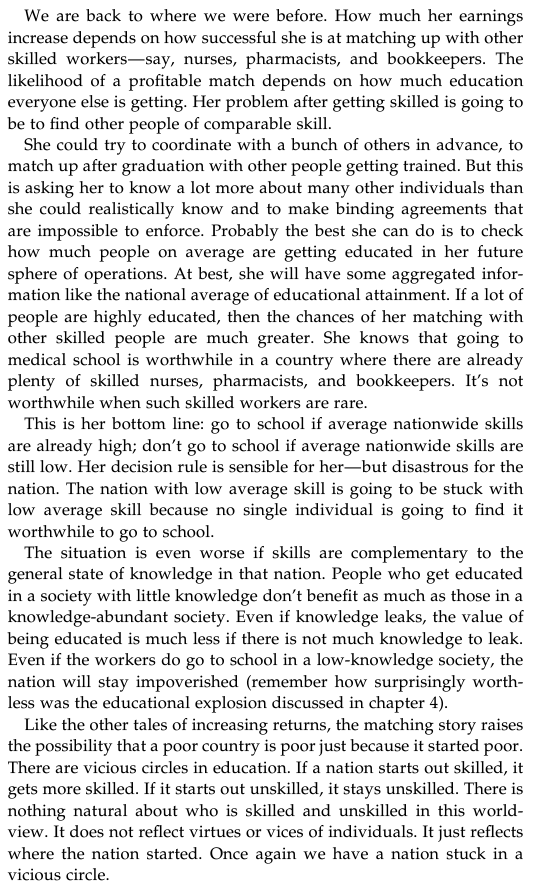 We are back to where we were before. How much her earnings
increase depends on how successful she is at matching up with other
skilled workers—say, nurses, pharmacists, and bookkeepers. The
likelihood of a profitable match depends on how much education
everyone else is getting. Her problem after getting skilled is going to
be to find other people of comparable skill.
She could try to coordinate with a bunch of others in advance, to
match up after graduation with other people getting trained. But this
is asking her to know a lot more about many other individuals than
she could realistically know and to make binding agreements that
are impossible to enforce. Probably the best she can do is to check
how much people on average are getting educated in her future
sphere of operations. At best, she will have some aggregated infor-
mation like the national average of educational attainment. If a lot of
people are highly educated, then the chances of her matching with
other skilled people are much greater. She knows that going to
medical school is worthwhile in a country where there are already
plenty of skilled nurses, pharmacists, and bookkeepers. It's not
worthwhile when such skilled workers are rare.
This is her bottom line: go to school if average nationwide skills
are already high; don't go to school if average nationwide skills are
still low. Her decision rule is sensible for her—but disastrous for the
nation. The nation with low average skill is going to be stuck with
low average skill because no single individual is going to find it
worthwhile to go to school.
The situation is even worse if skills are complementary to the
general state of knowledge in that nation. People who get educated
in a society with little knowledge don't benefit as much as those in a
knowledge-abundant society. Even if knowledge leaks, the value of
being educated is much less if there is not much knowledge to leak.
Even if the workers do go to school in a low-knowledge society, the
nation will stay impoverished (remember how surprisingly worth-
less was the educational explosion discussed in chapter 4).
Like the other tales of increasing returns, the matching story raises
the possibility that a poor country is poor just because it started poor.
There are vicious circles in education. If a nation starts out skilled, it
gets more skilled. If it starts out unskilled, it stays unskilled. There is
nothing natural about who is skilled and unskilled in this world-
view. It does not reflect virtues or vices of individuals. It just reflects
where the nation started. Once again we have a nation stuck in a
vicious circle.